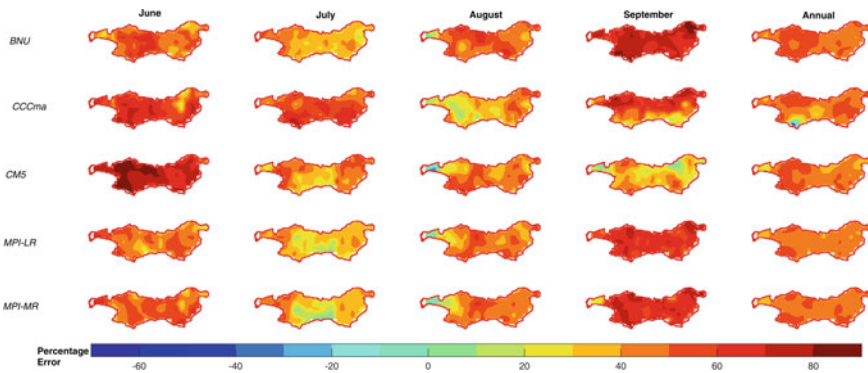 June July August September Annual
BNU
CCCma
CM5
MPI-LR
MPI-MR
Percentage
Error
-60 -40 -20 0 20 40 60 80